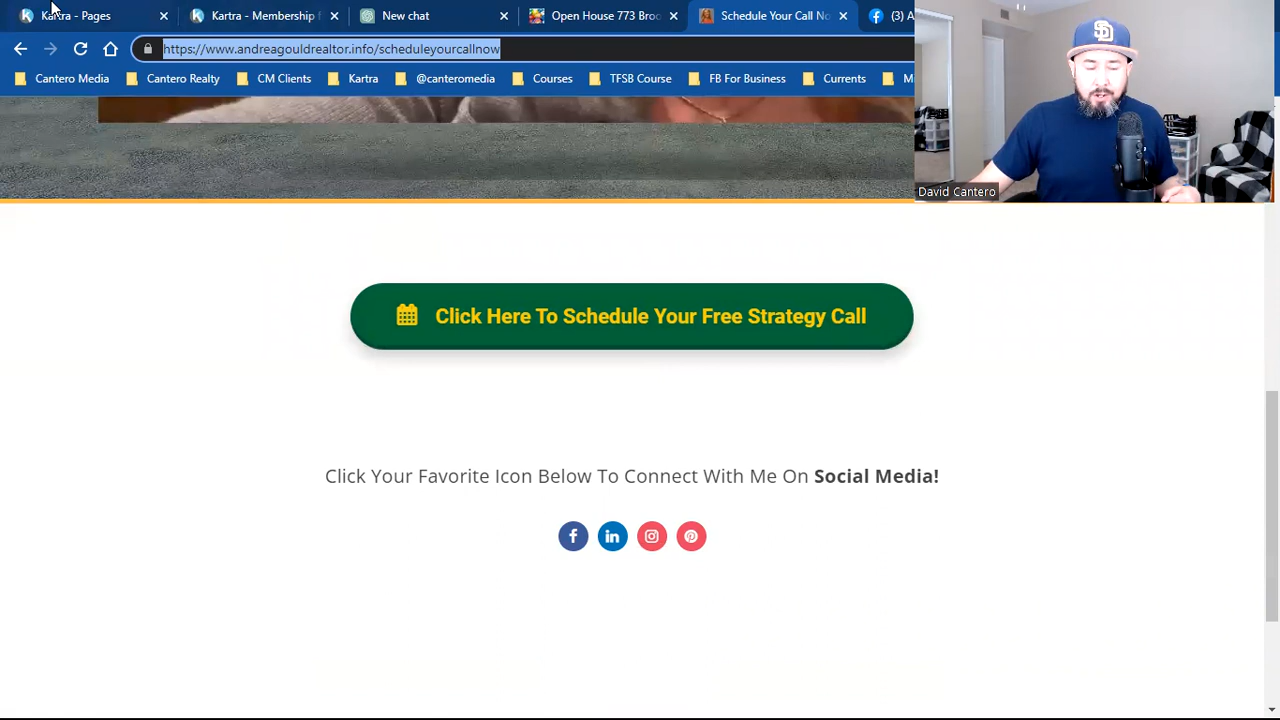 Kartra - Pages
Kartra - Membership
New chat
Open House 773 Bro
Schedule Your Call No
(3) A
https://www.andreagouldrealtor.info/scheduleyourcallnow
Cantero Media
Cantero Realty
CM Clients
Kartra
@canteromedia
Courses
TFSB Course
FB For Business
Currents
SD
David Cantero
Click Here To Schedule Your Free Strategy Call
Click Your Favorite Icon Below To Connect With Me On Social Media!